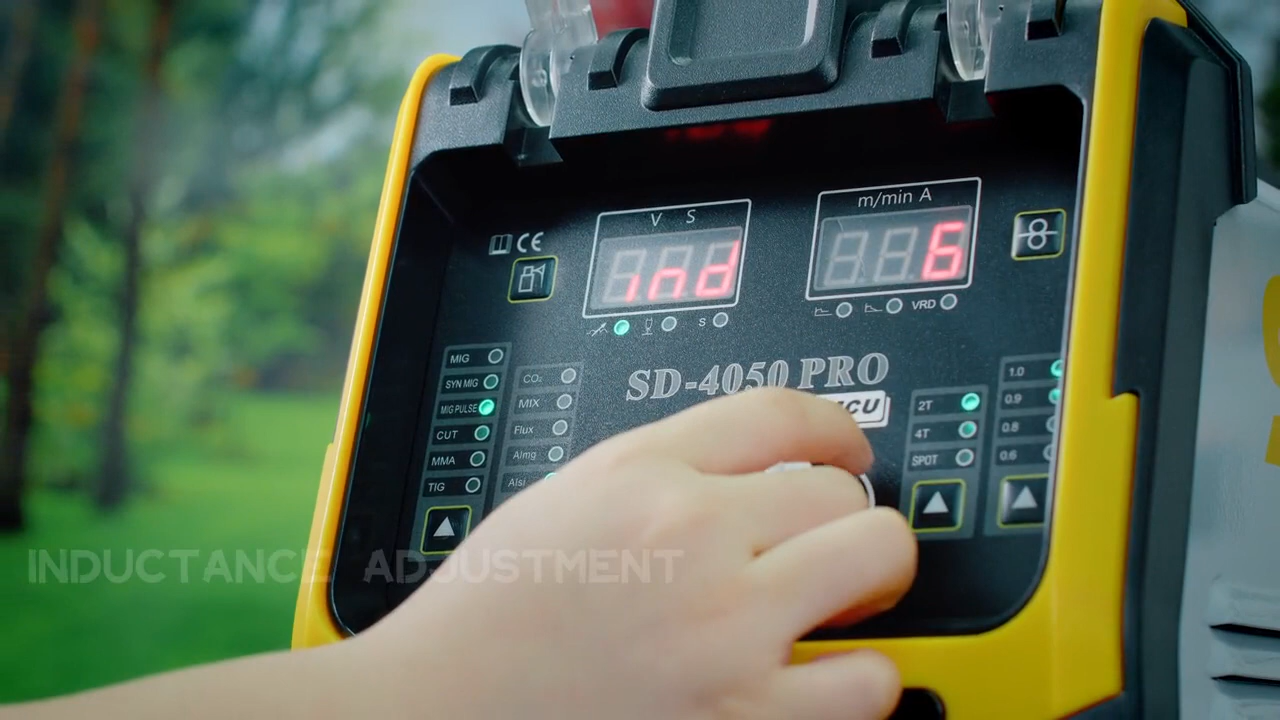 V S
m/min A
CE
ind
6
S
VRD
SD-4050 PRO
MCU
MIG
SYN MIG
MIG PULSE
CUT
MMA
TIG
CO₂
MIX
Flux
Almg
Alsi
2T
4T
SPOT
1.0
0.9
0.8
0.6
INDUCTANCE ADJUSTMENT